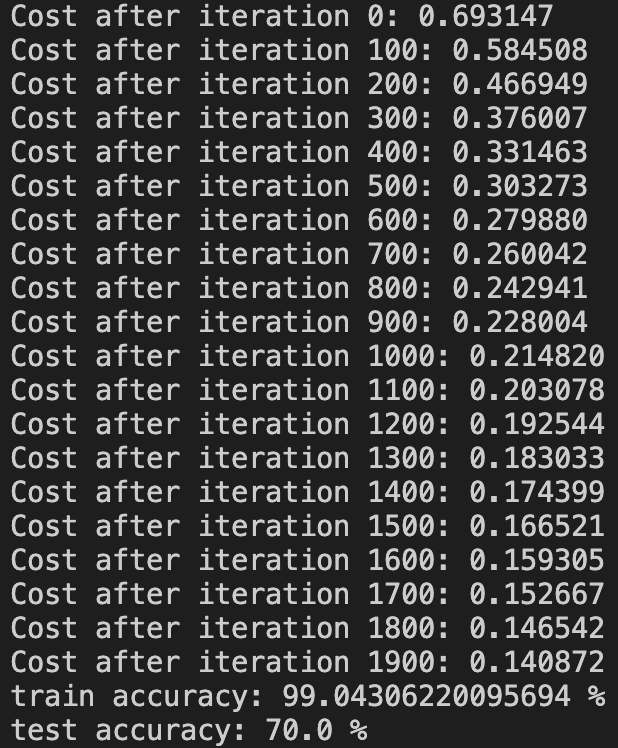 Cost after iteration 0: 0.693147
Cost after iteration 100: 0.584508
Cost after iteration 200: 0.466949
Cost after iteration 300: 0.376007
Cost after iteration 400: 0.331463
Cost after iteration 500: 0.303273
Cost after iteration 600: 0.279880
Cost after iteration 700: 0.260042
Cost after iteration 800: 0.242941
Cost after iteration 900: 0.228004
Cost after iteration 1000: 0.214820
Cost after iteration 1100: 0.203078
Cost after iteration 1200: 0.192544
Cost after iteration 1300: 0.183033
Cost after iteration 1400: 0.174399
Cost after iteration 1500: 0.166521
Cost after iteration 1600: 0.159305
Cost after iteration 1700: 0.152667
Cost after iteration 1800: 0.146542
Cost after iteration 1900: 0.140872
train accuracy: 99.04306220095694 %
test accuracy: 70.0 %